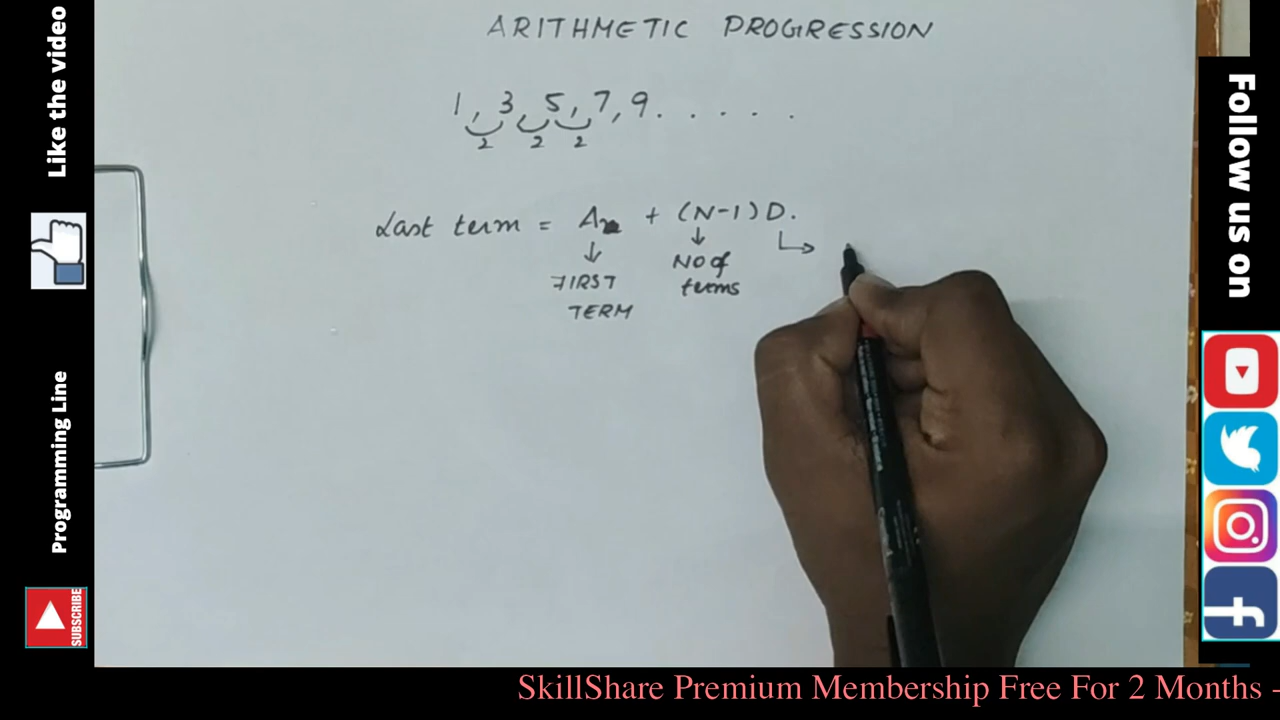 ARITHMETIC PROGRESSION
1, 3, 5, 7, 9. . . . .
2 2 2
Last term = A + (N-1) D.
FIRST
TERM
NO of
terms
Like the video
Programming Line
SUBSCRIBE
Follow us on
SkillShare Premium Membership Free For 2 Months -